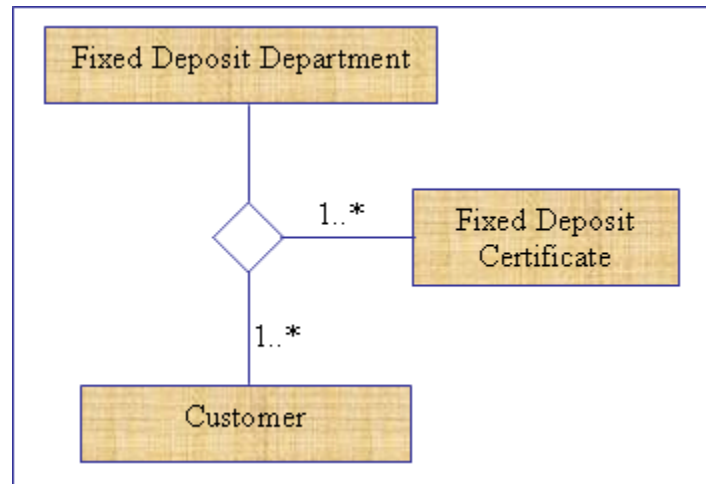 Fixed Deposit Department
1..*
Fixed Deposit
Certificate
1..*
Customer